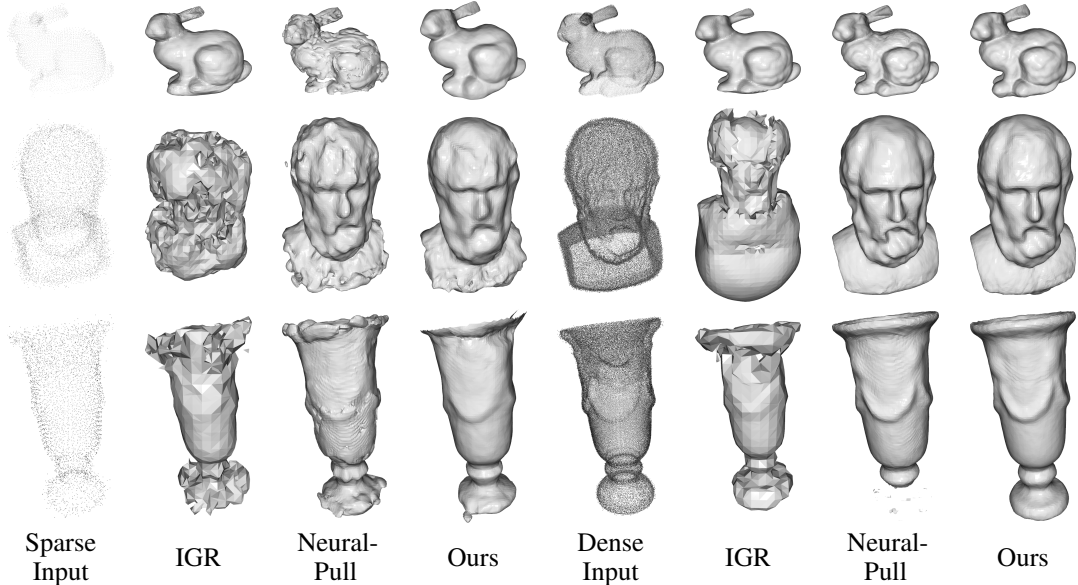 Sparse Input
IGR
Neural-Pull
Ours
Dense Input
IGR
Neural-Pull
Ours